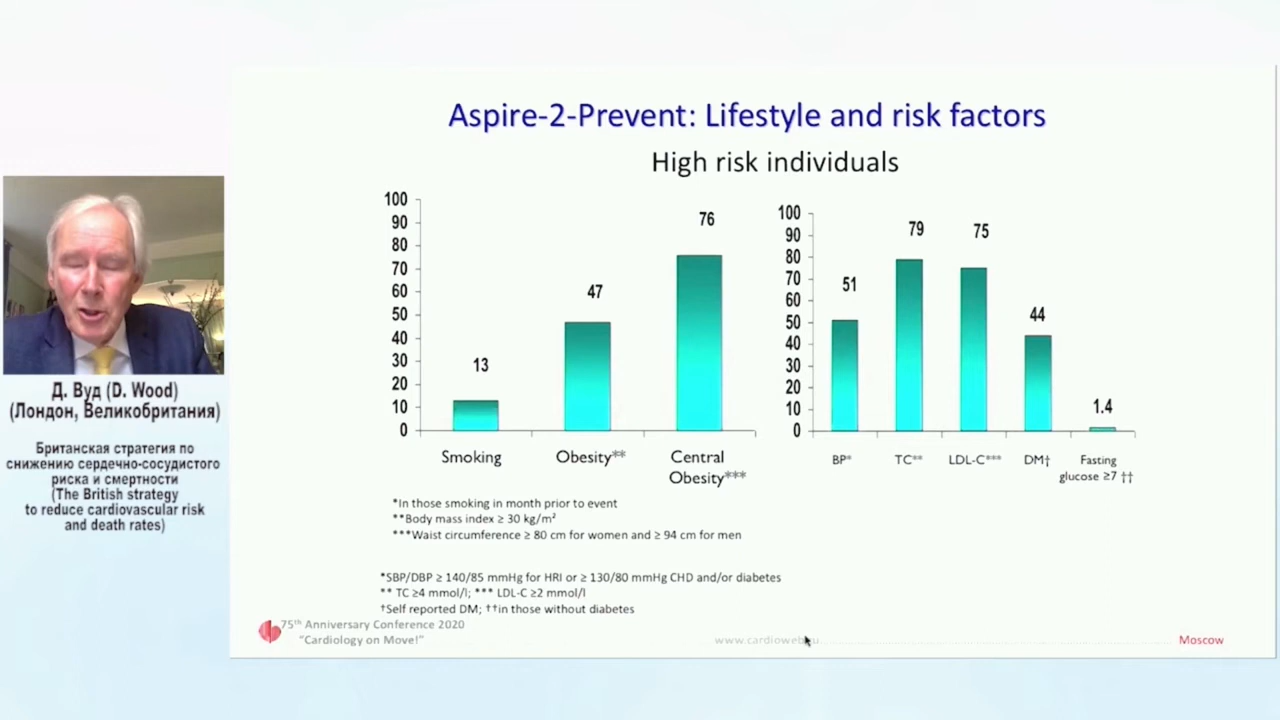 Aspire-2-Prevent: Lifestyle and risk factors
High risk individuals
100
90
80
70
60
50
40
30
20
10
0
13
47
76
Smoking
Obesity**
Central
Obesity***
100
90
80
70
60
50
40
30
20
10
0
51
79
75
44
1.4
BP*
TC**
LDL-C***
DM†
Fasting
glucose ≥7 ††
*In those smoking in month prior to event
**Body mass index ≥ 30 kg/m²
***Waist circumference ≥ 80 cm for women and ≥ 94 cm for men
*SBP/DBP ≥ 140/85 mmHg for HRI or ≥ 130/80 mmHg CHD and/or diabetes
** TC ≥4 mmol/l; *** LDL-C ≥2 mmol/l
†Self reported DM; ††in those without diabetes
75th Anniversary Conference 2020
"Cardiology on Move!"
Moscow
Д. Вуд (D. Wood)
(Лондон, Великобритания)
Британская стратегия по
снижению сердечно-сосудистого
риска и смертности
(The British strategy
to reduce cardiovascular risk
and death rates)